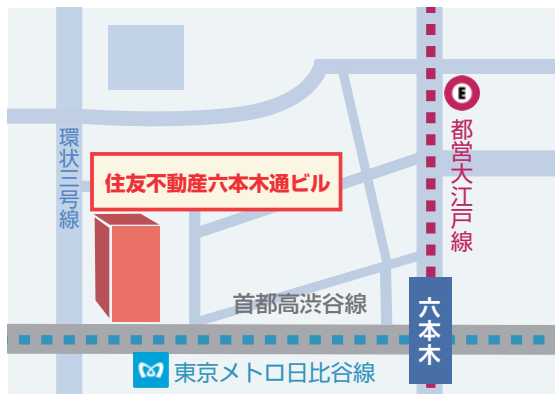 E
都営大江戸線
環状三号線
住友不動産六本木通ビル
首都高渋谷線
六本木
東京メトロ日比谷線